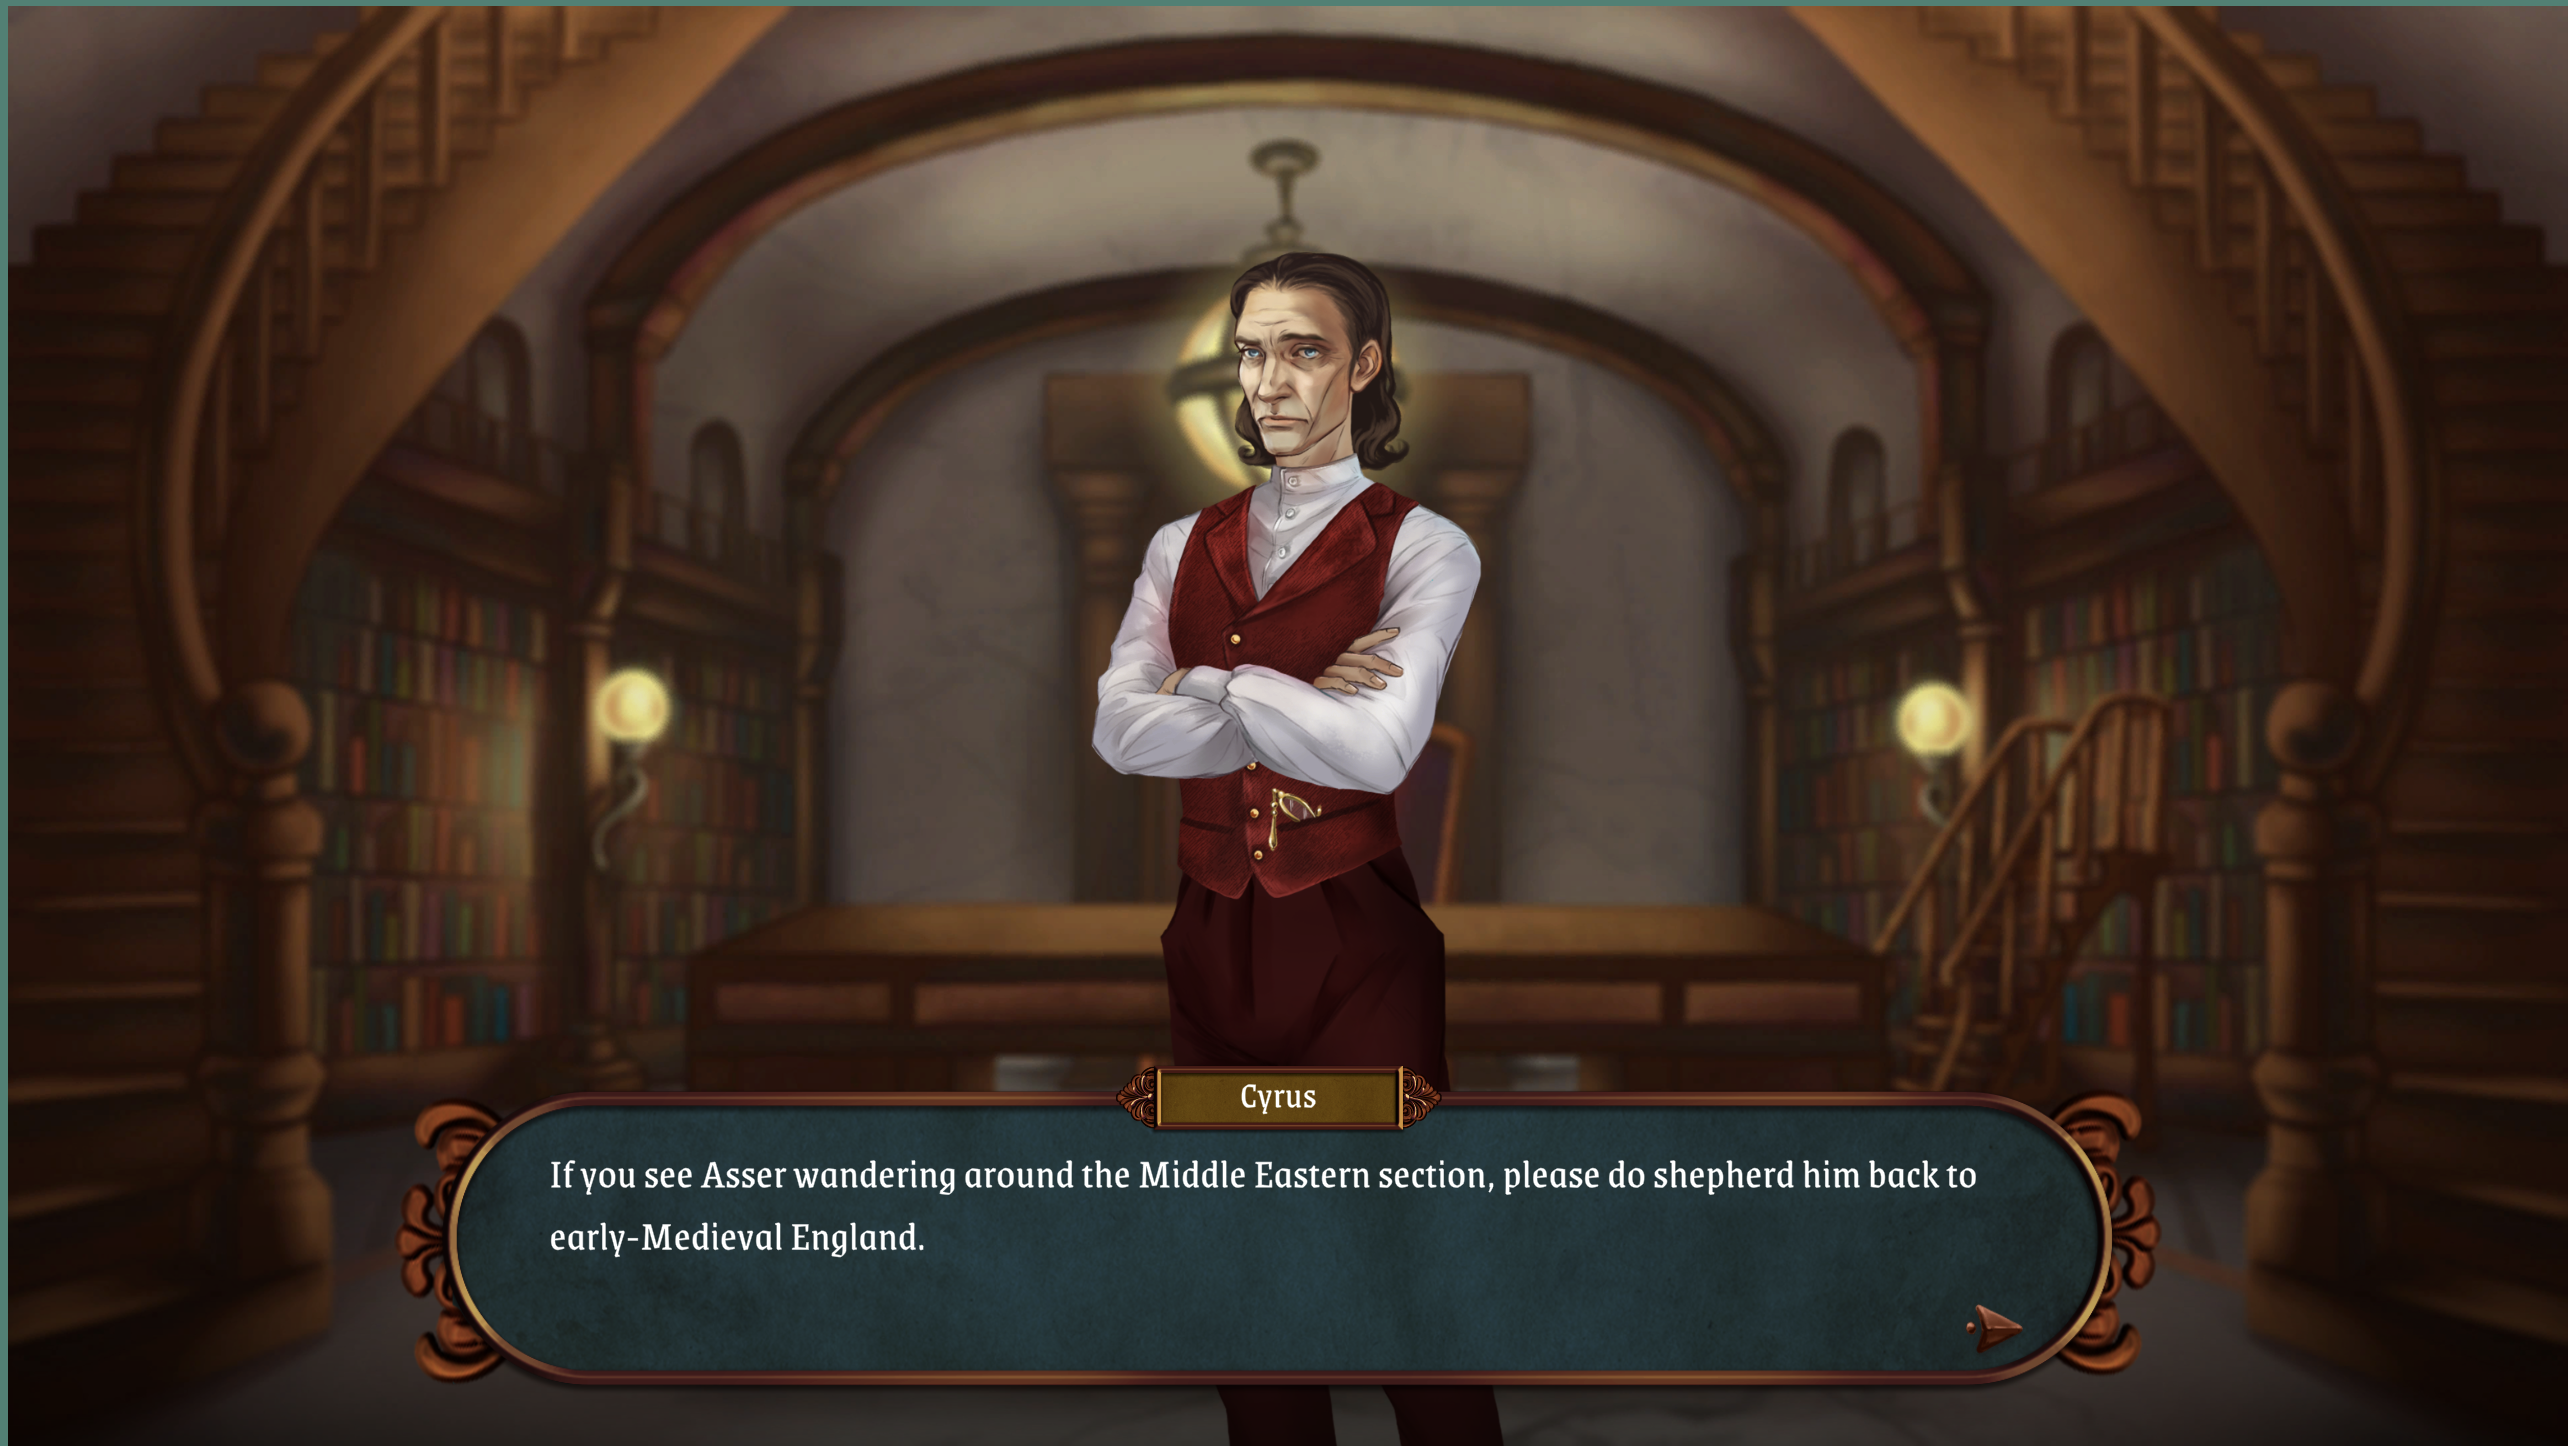 Cyrus
If you see Asser wandering around the Middle Eastern section, please do shepherd him back to
early-Medieval England.